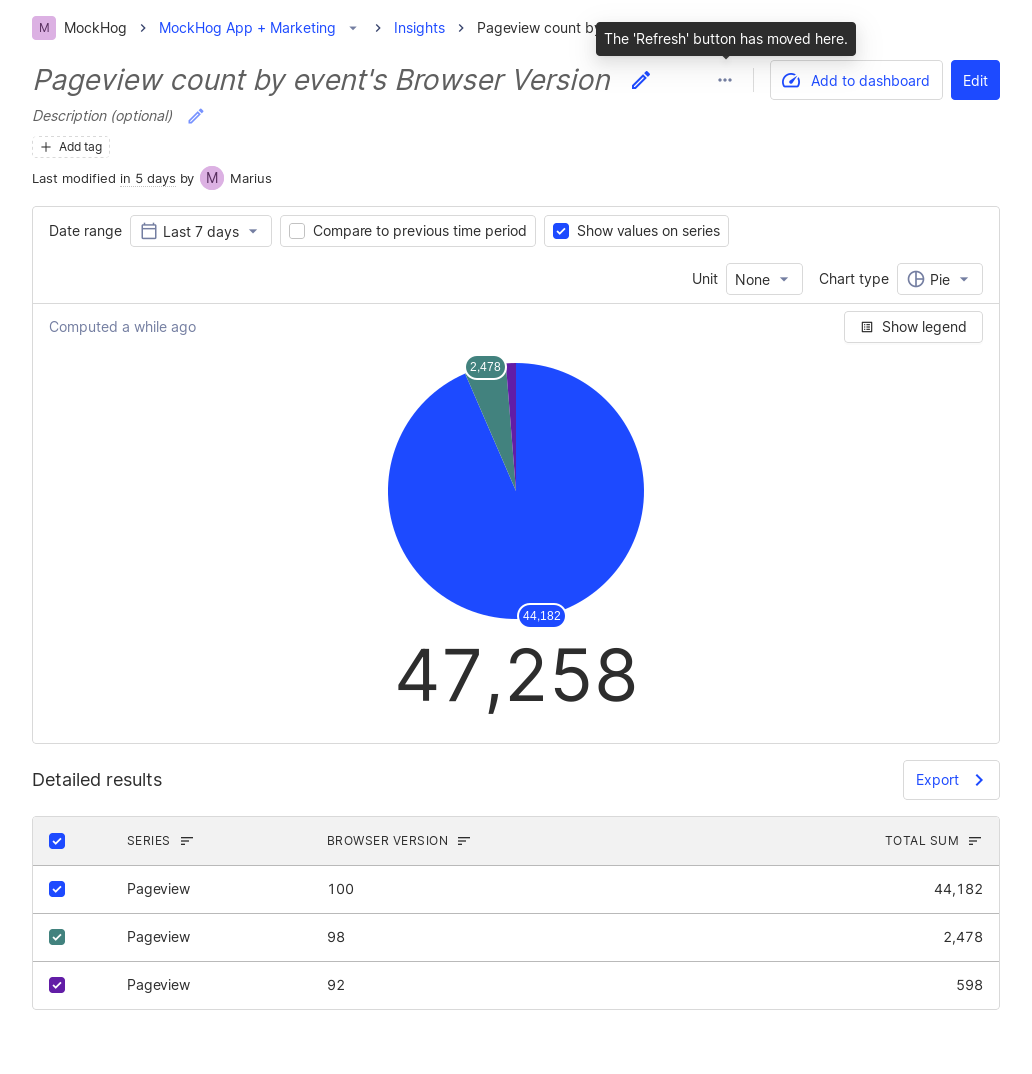 M MockHog MockHog App + Marketing Insights Pageview count by
The 'Refresh' button has moved here.
Pageview count by event's Browser Version
Add to dashboard
Edit
Description (optional)
Add tag
Last modified in 5 days by M Marius
Date range Last 7 days Compare to previous time period Show values on series
Unit None Chart type Pie
Computed a while ago Show legend
2,478
44,182
47,258
Detailed results Export
SERIES BROWSER VERSION TOTAL SUM
Pageview 100 44,182
Pageview 98 2,478
Pageview 92 598